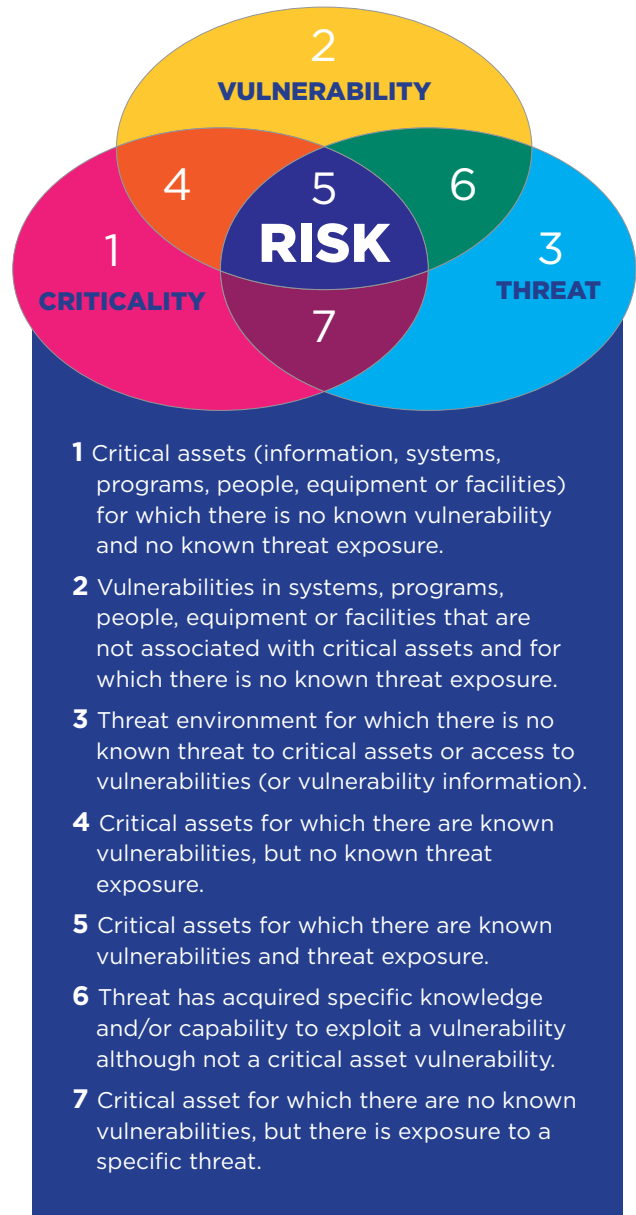 2
VULNERABILITY
4
5
6
RISK
1
CRITICALITY
3
THREAT
7
1 Critical assets (information, systems,
programs, people, equipment or facilities)
for which there is no known vulnerability
and no known threat exposure.
2 Vulnerabilities in systems, programs,
people, equipment or facilities that are
not associated with critical assets and for
which there is no known threat exposure.
3 Threat environment for which there is no
known threat to critical assets or access to
vulnerabilities (or vulnerability information).
4 Critical assets for which there are known
vulnerabilities, but no known threat
exposure.
5 Critical assets for which there are known
vulnerabilities and threat exposure.
6 Threat has acquired specific knowledge
and/or capability to exploit a vulnerability
although not a critical asset vulnerability.
7 Critical asset for which there are no known
vulnerabilities, but there is exposure to a
specific threat.